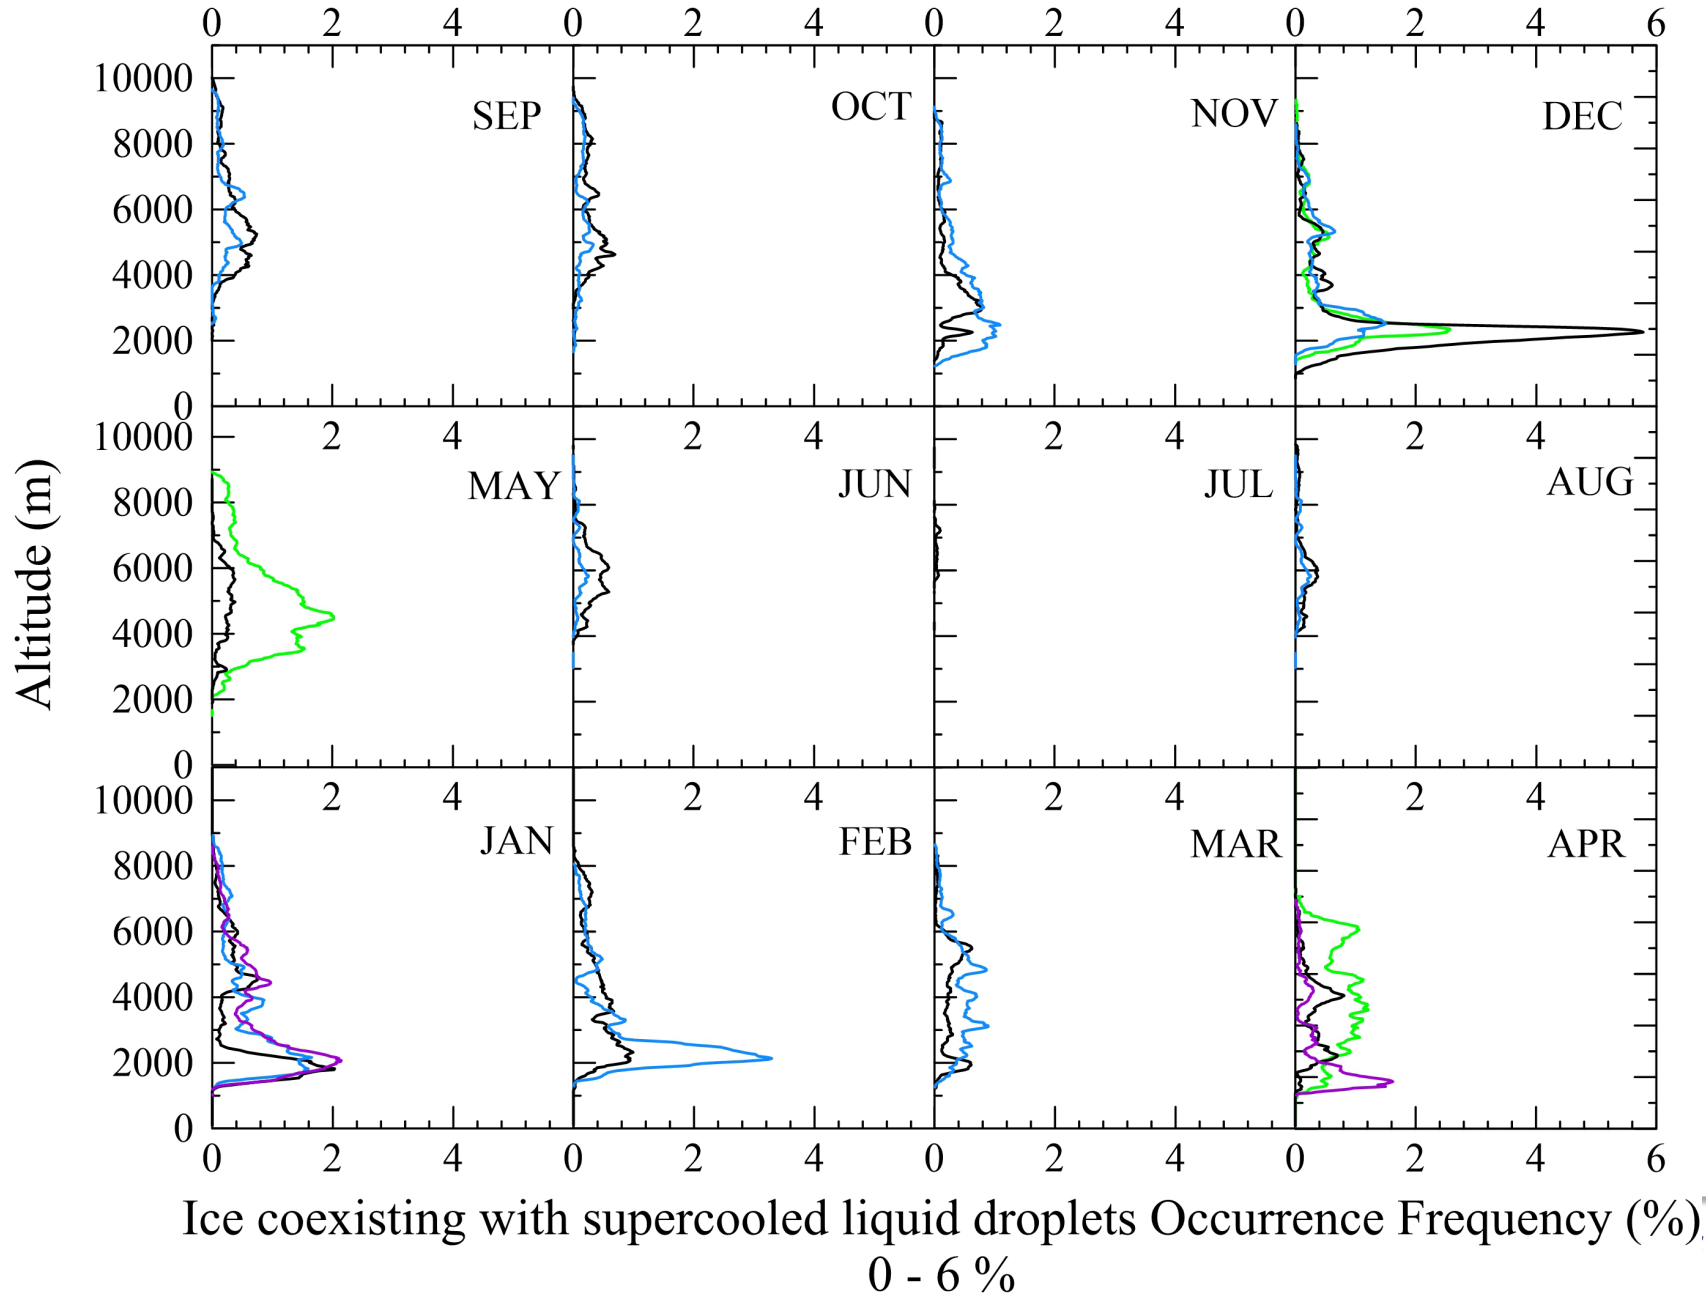 0 2 4 0 2 4 0 2 4 0 2 4 6
10000
SEP OCT NOV DEC
8000
6000
4000
2000
0
10000 2 4 2 4 2 4 2 4
MAY JUN JUL AUG
8000
6000
4000
2000
0
10000 2 4 2 4 2 4 2 4
JAN FEB MAR APR
8000
6000
4000
2000
0
0 2 4 0 2 4 0 2 4 0 2 4 6
Altitude (m)
Ice coexisting with supercooled liquid droplets Occurrence Frequency (%)
0 - 6 %